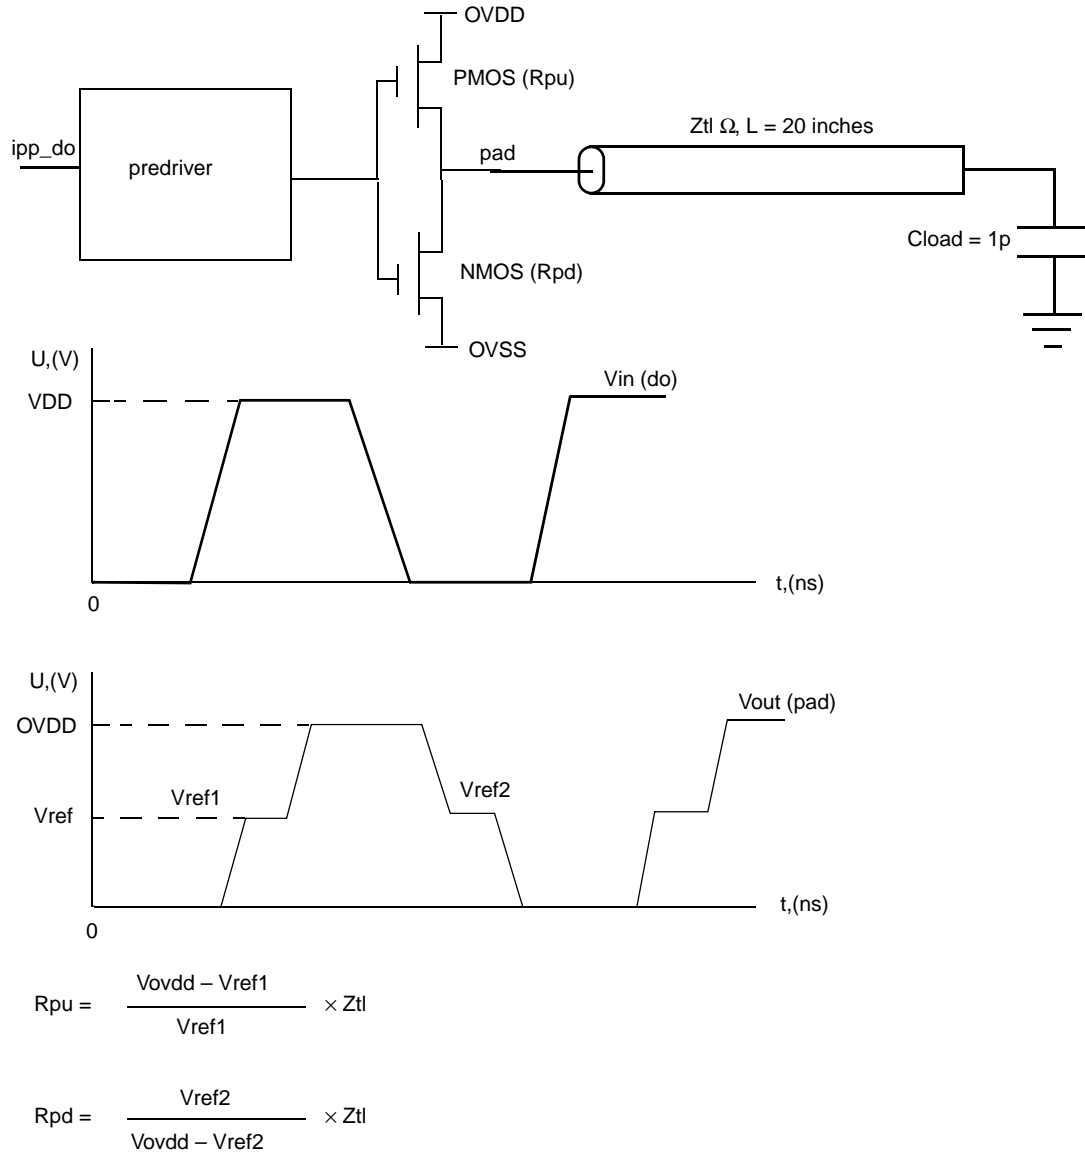 OVDD
PMOS (Rpu)
ipp_do
predriver
pad
Ztl Ω, L = 20 inches
Cload = 1p
NMOS (Rpd)
OVSS
U,(V)
VDD
Vin (do)
t,(ns)
0
U,(V)
OVDD
Vout (pad)
Vref1
Vref2
Vref
t,(ns)
0
Rpu = Vovdd – Vref1 × Ztl
Vref1
Rpd = Vref2 × Ztl
Vovdd – Vref2